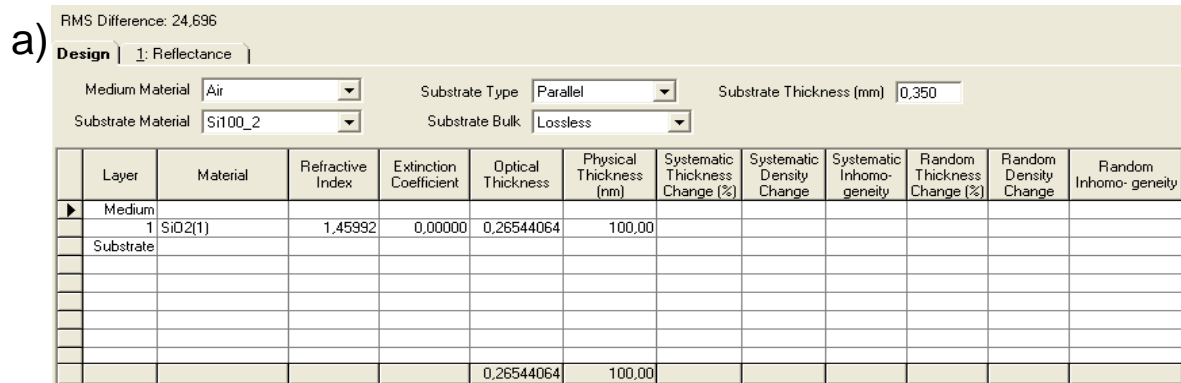 a)
RMS Difference: 24,696
Design 1: Reflectance
Medium Material Air Substrate Type Parallel Substrate Thickness (mm) 0,350
Substrate Material Si100_2 Substrate Bulk Lossless
Layer Material Refractive Index Extinction Coefficient Optical Thickness Physical Thickness (nm) Systematic Thickness Change (%) Systematic Density Change Systematic Inhomo- geneity Random Thickness Change (%) Random Density Change Random Inhomo- geneity
Medium
1 SiO2(1) 1,45992 0,00000 0,26544064 100,00
Substrate
0,26544064 100,00